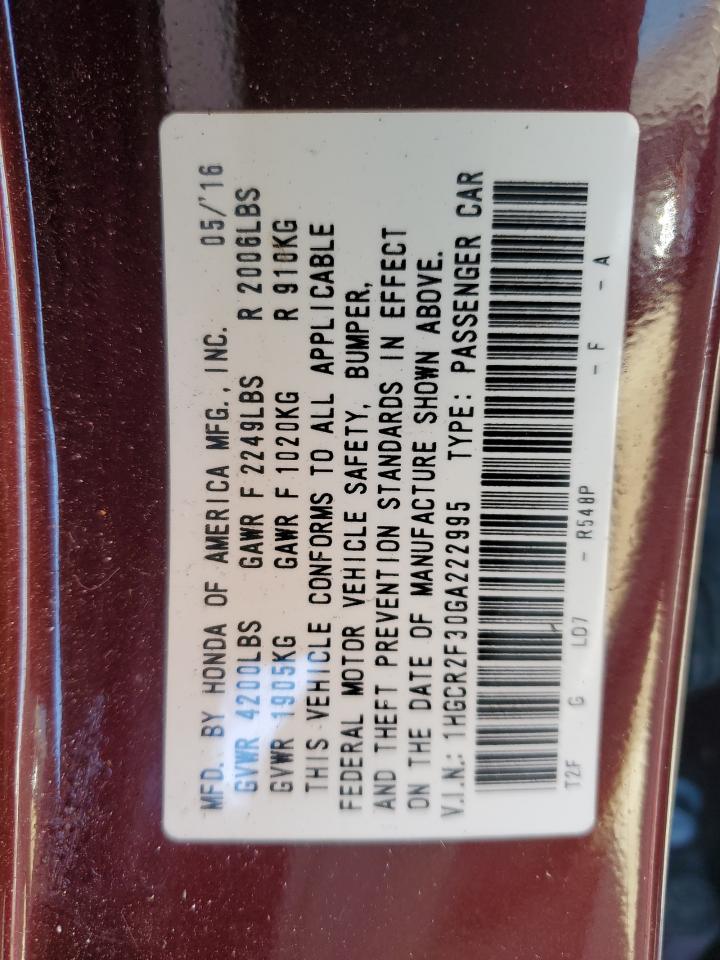 MFD. BY HONDA OF AMERICA MFG., INC. 05/'16
GVWR 4200LBS GAWR F 2249LBS R 2006LBS
GVWR 1905KG GAWR F 1020KG R 910KG
THIS VEHICLE CONFORMS TO ALL APPLICABLE
FEDERAL MOTOR VEHICLE SAFETY, BUMPER,
AND THEFT PREVENTION STANDARDS IN EFFECT
ON THE DATE OF MANUFACTURE SHOWN ABOVE.
V.I.N.: 1HGCR2F30GA222995 TYPE: PASSENGER CAR
T2F G LD7 - R548P - F - A